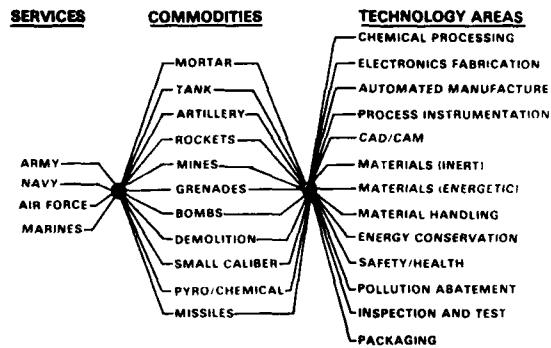 SERVICES
COMMODITIES
TECHNOLOGY AREAS
ARMY
NAVY
AIR FORCE
MARINES
MORTAR
TANK
ARTILLERY
ROCKETS
MINES
GRENADES
BOMBS
DEMOLITION
SMALL CALIBER
PYRO/CHEMICAL
MISSILES
CHEMICAL PROCESSING
ELECTRONICS FABRICATION
AUTOMATED MANUFACTURE
PROCESS INSTRUMENTATION
CAD/CAM
MATERIALS (INERT)
MATERIALS (ENERGETIC)
MATERIAL HANDLING
ENERGY CONSERVATION
SAFETY/HEALTH
POLLUTION ABATEMENT
INSPECTION AND TEST
PACKAGING